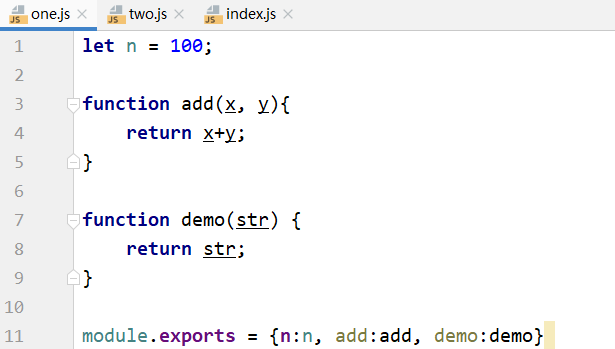 one.js two.js index.js
1 let n = 100;
2
3 function add(x, y){
4 return x+y;
5 }
6
7 function demo(str) {
8 return str;
9 }
10
11 module.exports = {n:n, add:add, demo:demo}